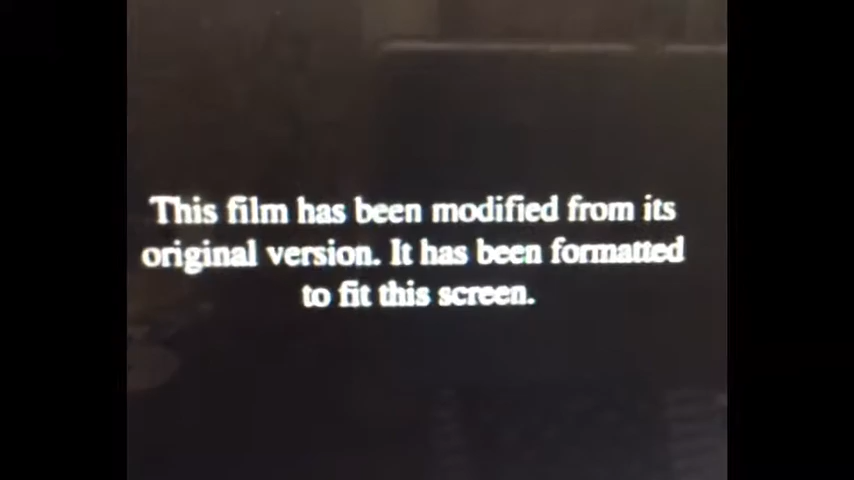 This film has been modified from its
original version. It has been formatted
to fit this screen.